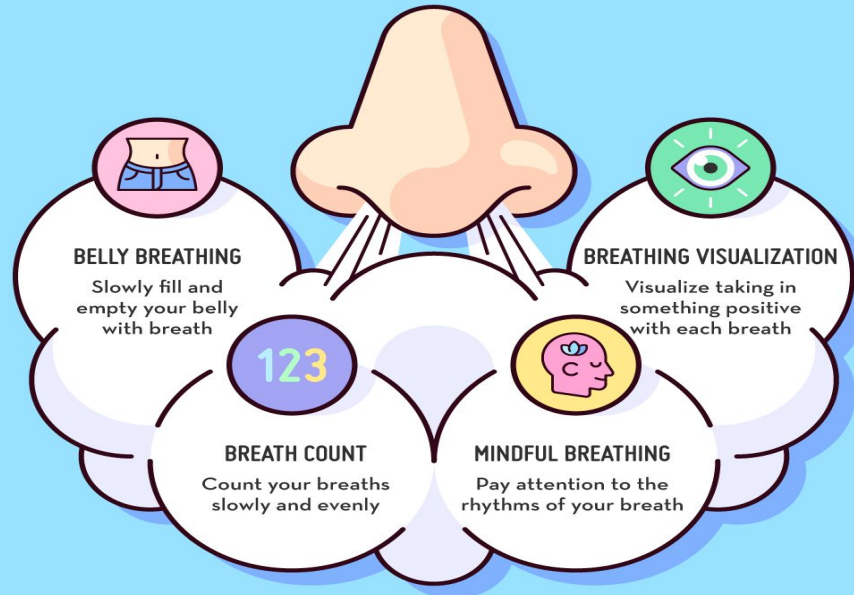 BELLY BREATHING
Slowly fill and
empty your belly
with breath
BREATHING VISUALIZATION
Visualize taking in
something positive
with each breath
123
BREATH COUNT
Count your breaths
slowly and evenly
MINDFUL BREATHING
Pay attention to the
rhythms of your breath